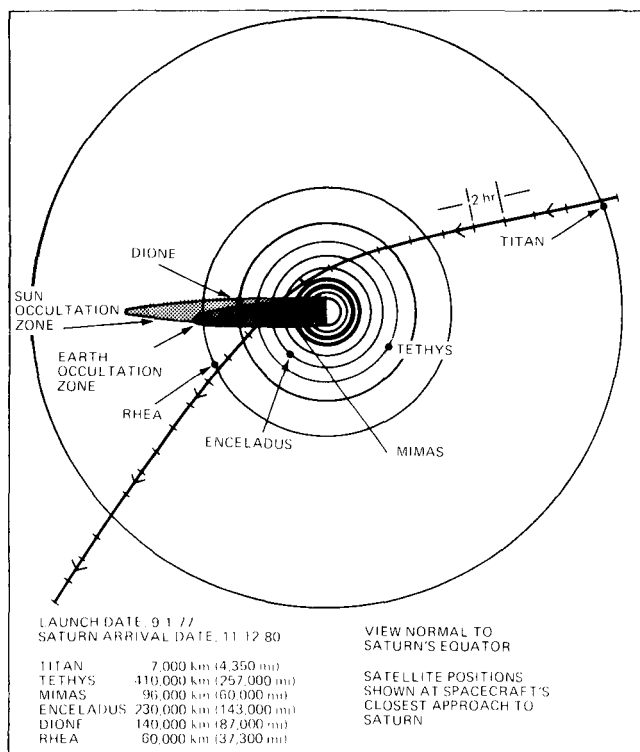 2 hr
TITAN
DIONE
SUN
OCCULTATION
ZONE
EARTH
OCCULTATION
ZONE
TETHYS
RHEA
ENCELADUS
MIMAS
LAUNCH DATE, 9 1 77
SATURN ARRIVAL DATE, 11 12 80
TITAN 7,000 km (4,350 mi)
TETHYS 410,000 km (257,000 mi)
MIMAS 96,000 km (60,000 mi)
ENCELADUS 230,000 km (143,000 mi)
DIONE 140,000 km (87,000 mi)
RHEA 60,000 km (37,300 mi)
VIEW NORMAL TO
SATURN'S EQUATOR
SATELLITE POSITIONS
SHOWN AT SPACECRAFT'S
CLOSEST APPROACH TO
SATURN